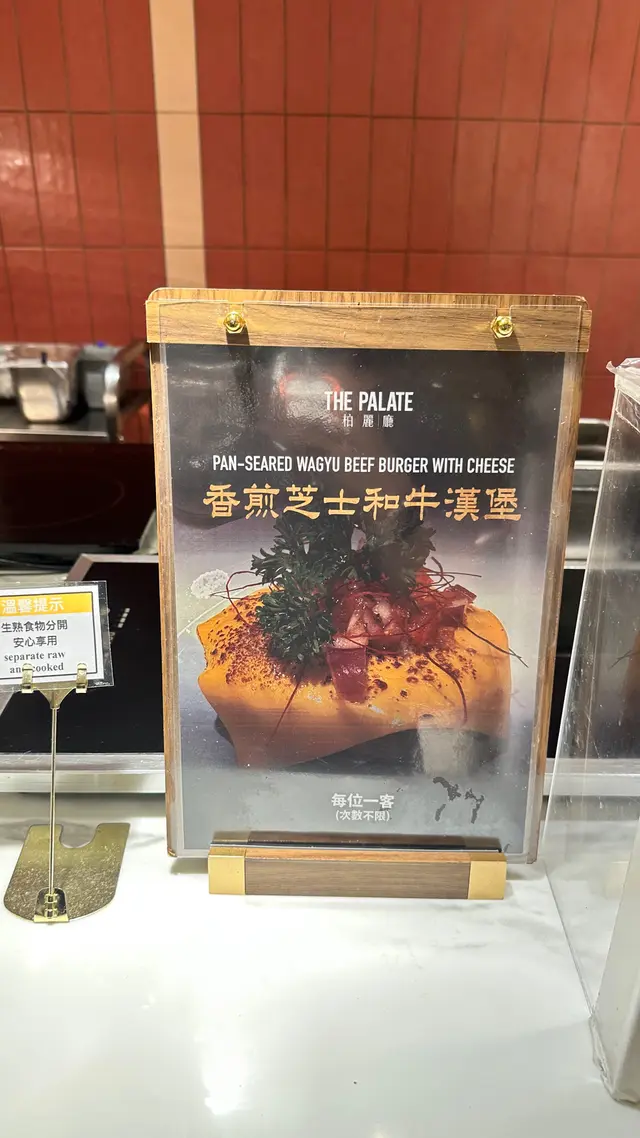 THE PALATE
柏麗廳
PAN-SEARED WAGYU BEEF BURGER WITH CHEESE
香煎芝士和牛漢堡
每位一客
(次數不限)
溫馨提示
生熟食物分開
安心享用
separate raw
and cooked